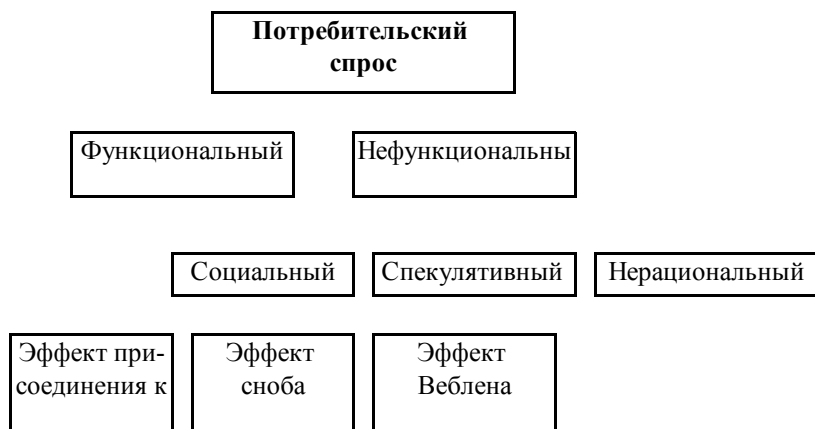 Потребительский
спрос
Функциональный
Нефункциональны
Социальный
Спекулятивный
Нерациональный
Эффект при-
соединения к
Эффект
сноба
Эффект
Веблена